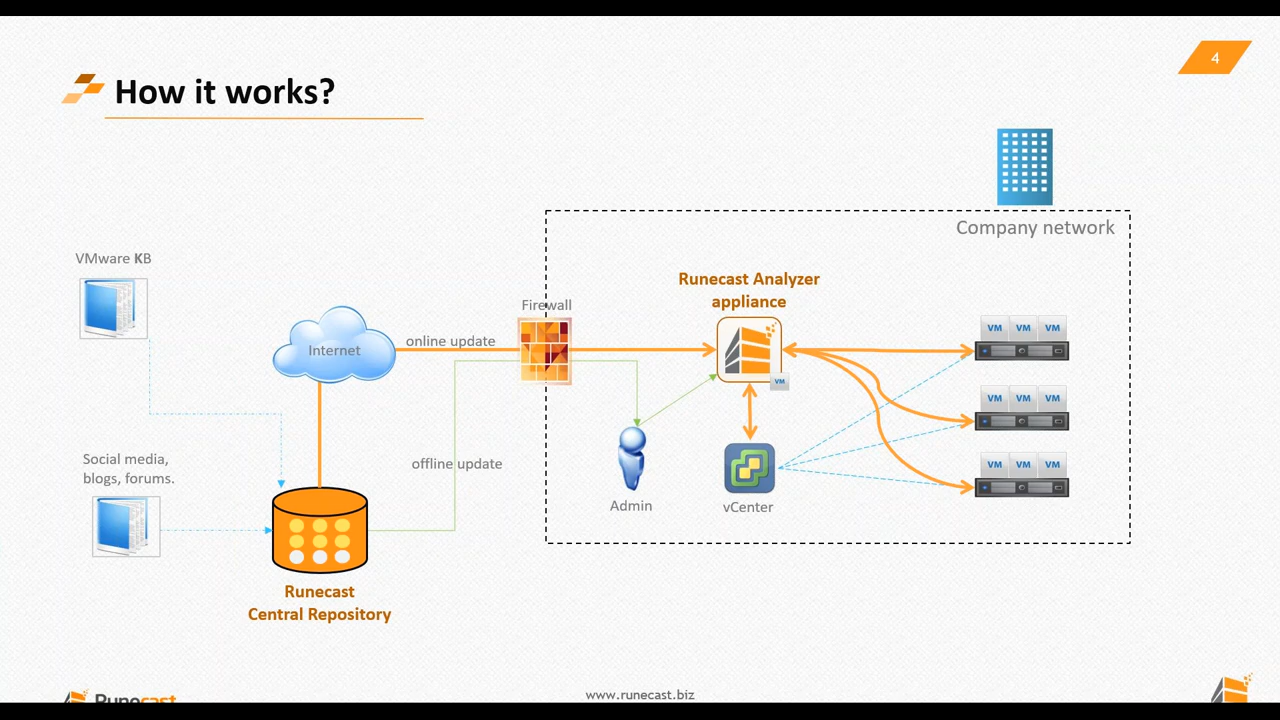 4
How it works?
Company network
VMware KB
Runecast Analyzer
appliance
Firewall
Internet
online update
VM VM VM
VM
VM VM VM
Social media,
blogs, forums.
offline update
VM VM VM
Admin
vCenter
Runecast
Central Repository
Runecast
www.runecast.biz